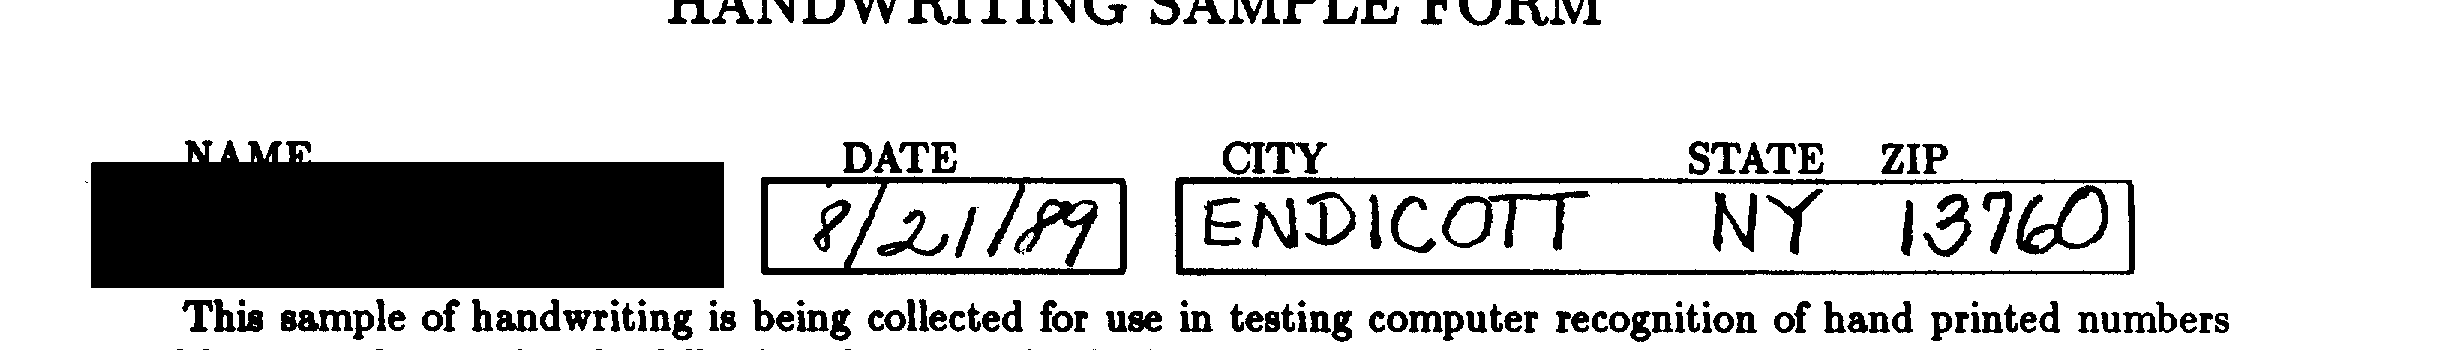 HANDWRITING SAMPLE FORM
NAME DATE CITY STATE ZIP
8/21/89 ENDICOTT NY 13760
This sample of handwriting is being collected for use in testing computer recognition of hand printed numbers